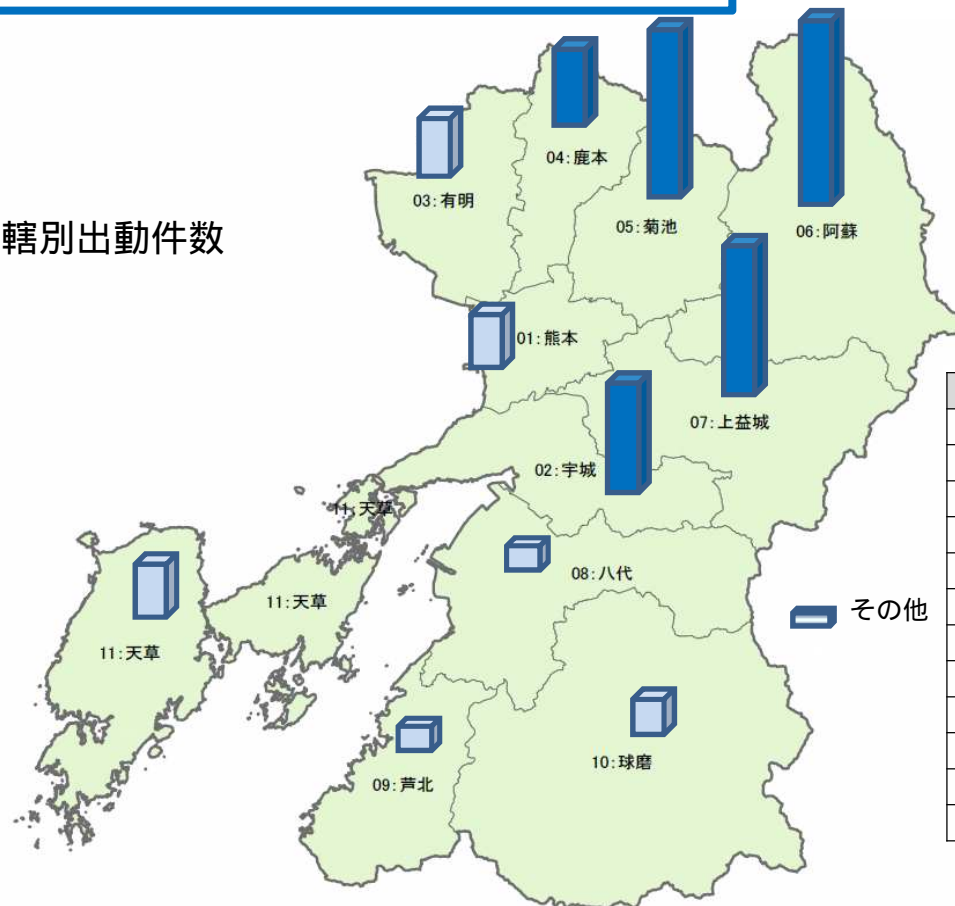 04:鹿本
03:有明
05:菊池
06:阿蘇
轄別出動件数
01:熊本
07:上益城
02:宇城
11:天草
08:八代
11:天草
その他
11:天草
10:球磨
09:芦北